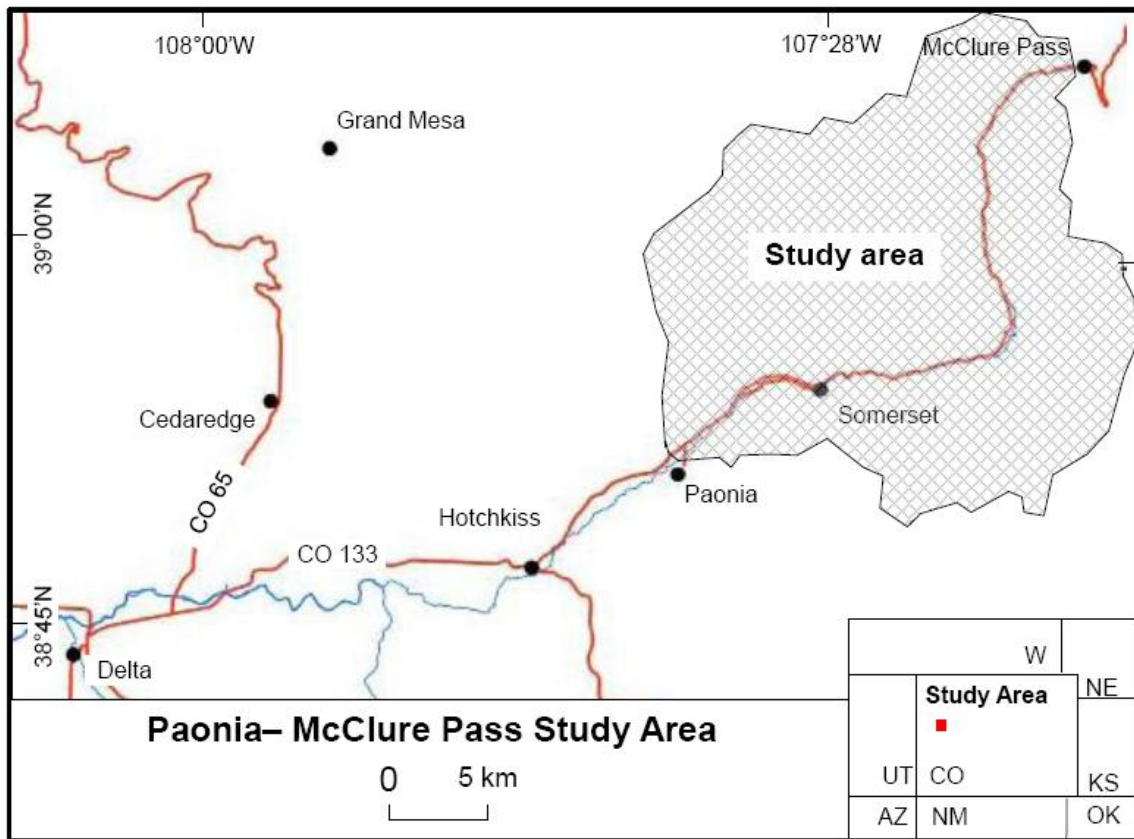 108°00'W
107°28'W
McClure Pass
Grand Mesa
39°00'N
Study area
Cedaredge
Somerset
CO 65
Paonia
Hotchkiss
CO 133
38°45'N
Delta
W
NE
Study Area
UT
CO
KS
AZ
NM
OK
Paonia– McClure Pass Study Area
0
5 km